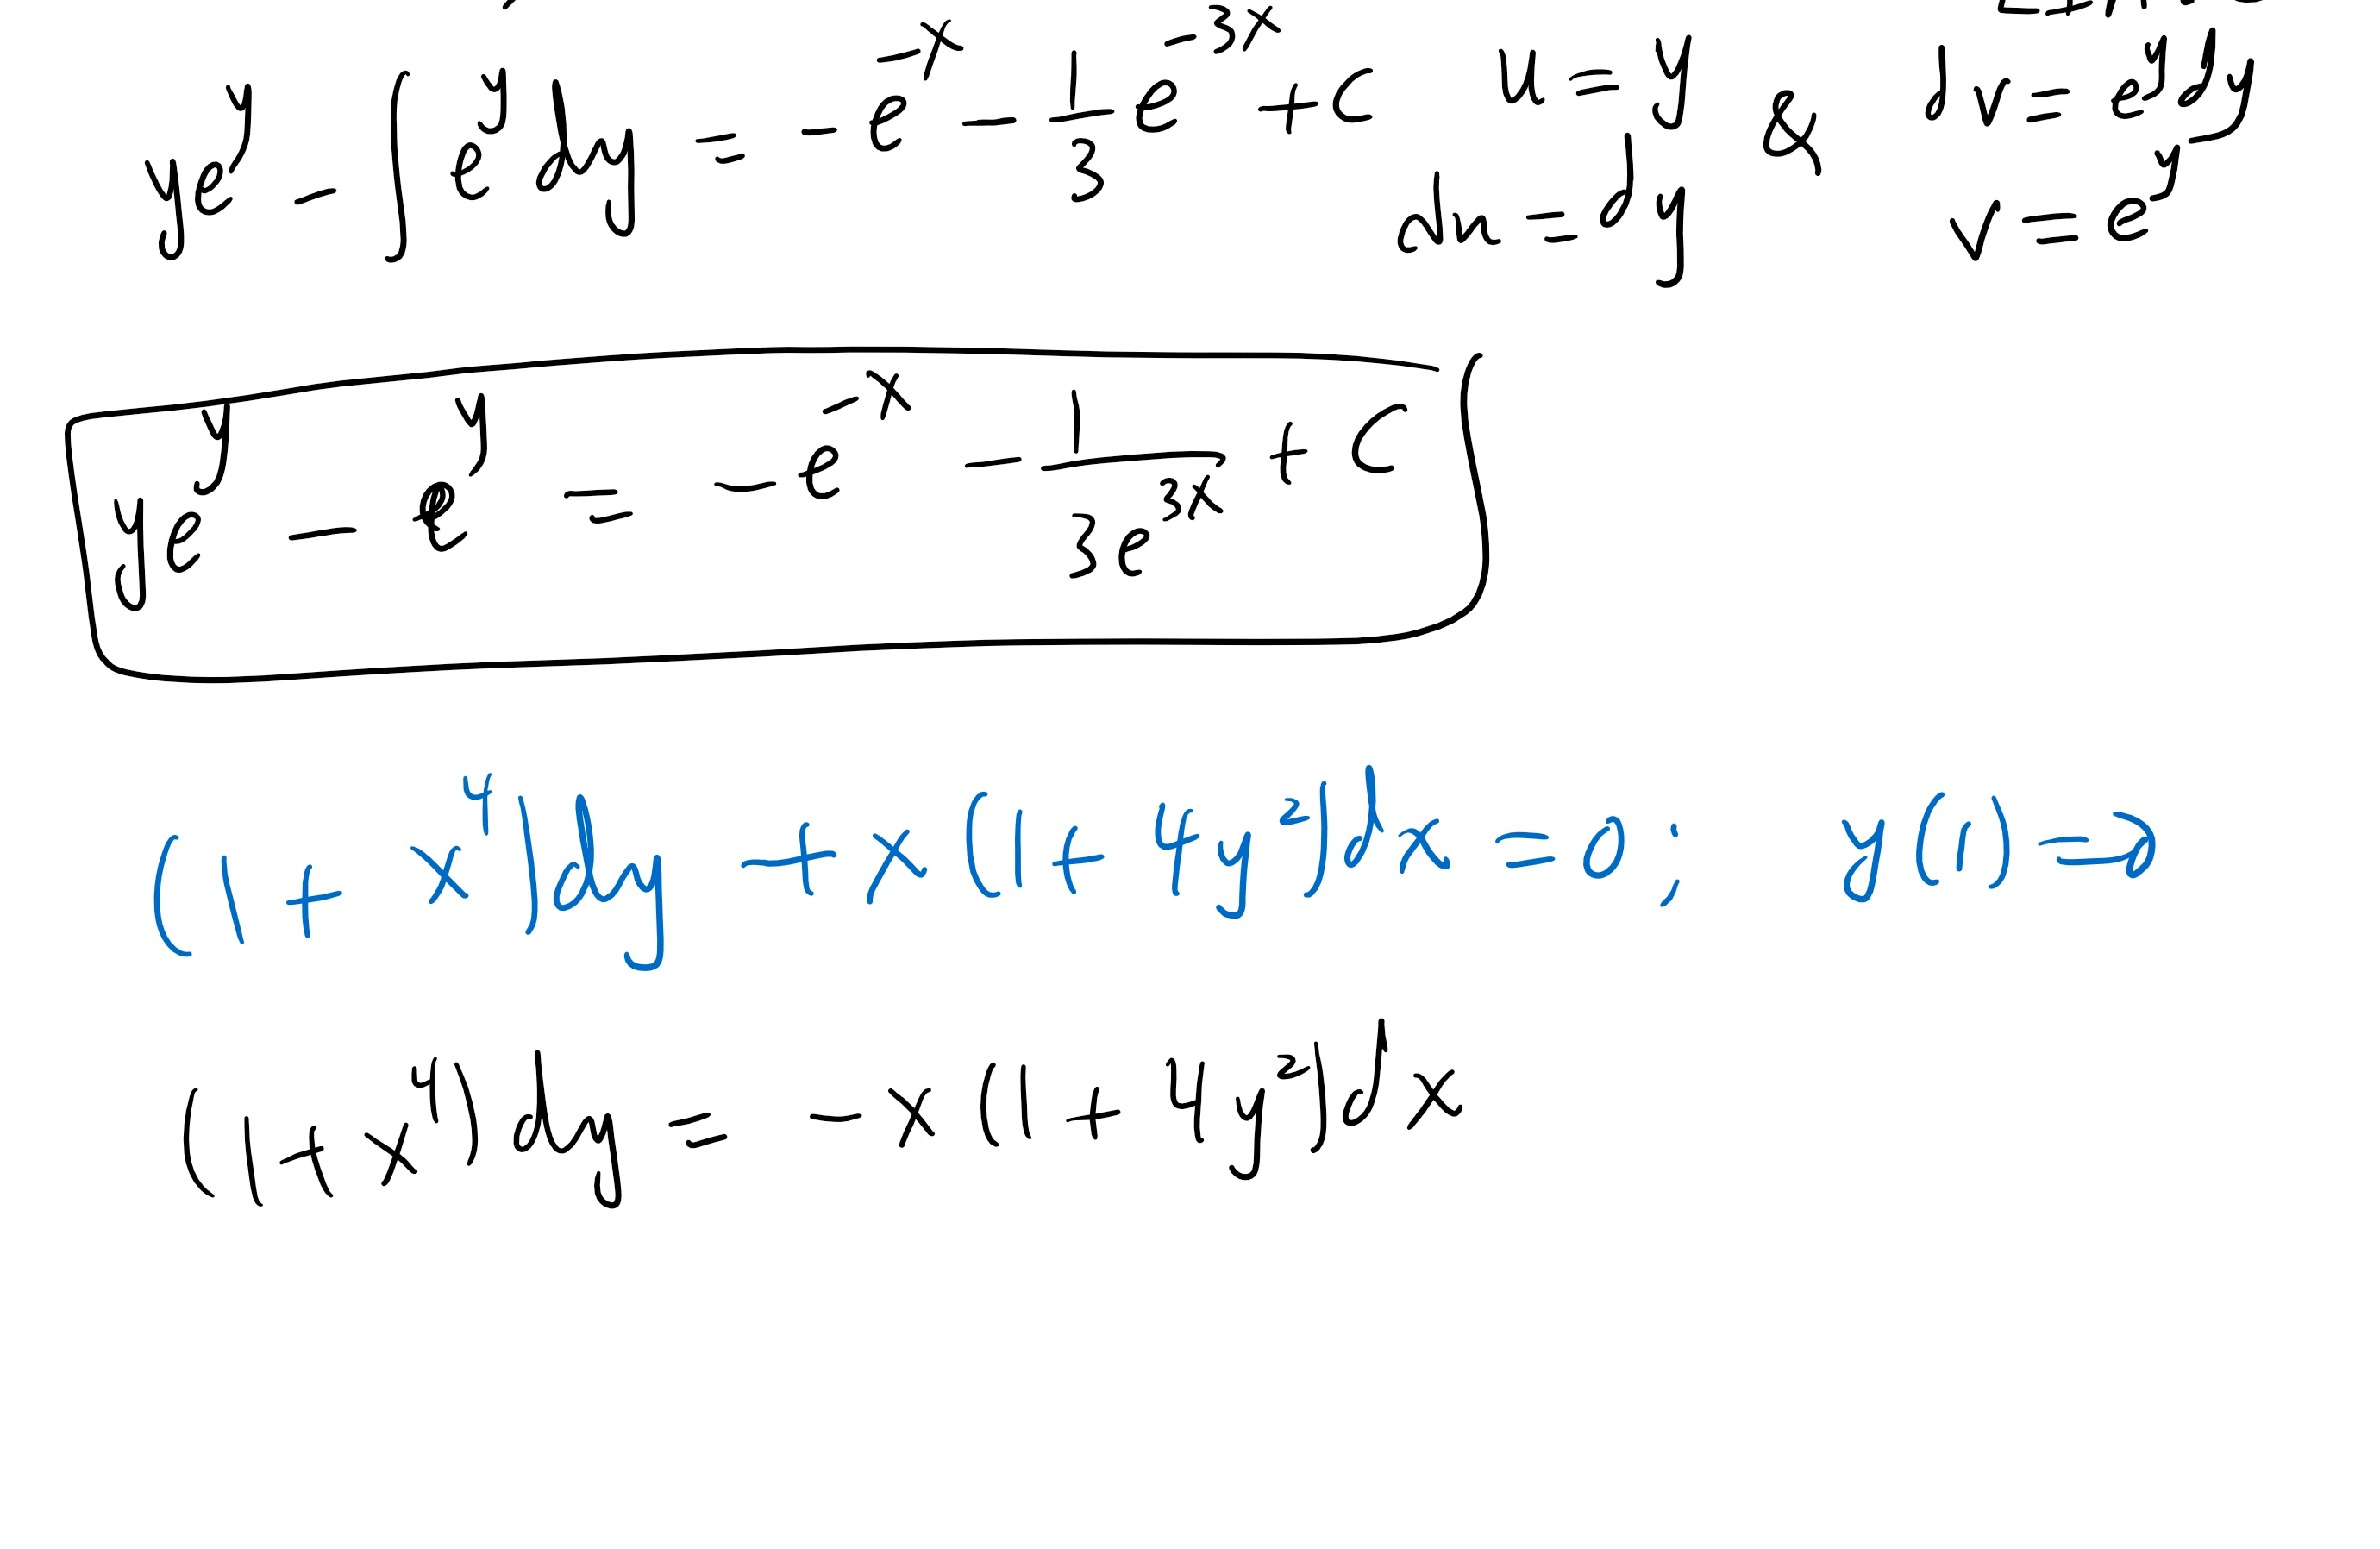 ye^y - ∫ e^y dy = - e^{-x} - 1/3 e^{-3x} + C    u = y    &    dv = e^y dy
du = dy    v = e^y
ye^y - e^y = - e^{-x} - 1/(3e^{3x}) + C
(1 + x^4)dy + x(1 + 4y^2)dx = 0;    y(1) = 0
(1 + x^4)dy = -x(1 + 4y^2)dx